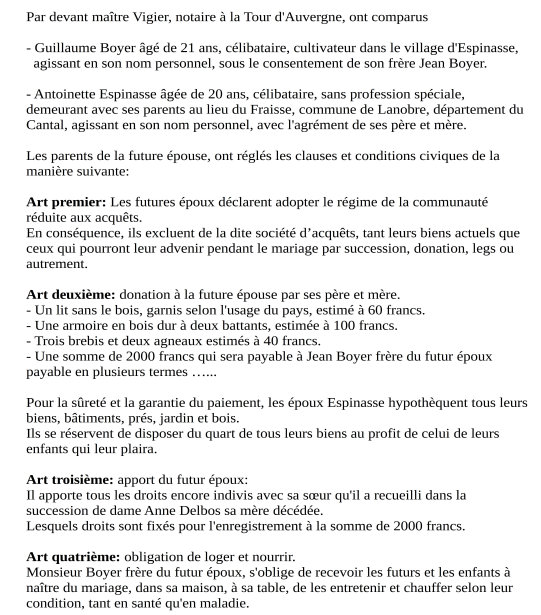 Par devant maître Vigier, notaire à la Tour d'Auvergne, ont comparus
- Guillaume Boyer âgé de 21 ans, célibataire, cultivateur dans le village d'Espinasse,
agissant en son nom personnel, sous le consentement de son frère Jean Boyer.
- Antoinette Espinasse âgée de 20 ans, célibataire, sans profession spéciale,
demeurant avec ses parents au lieu du Fraisse, commune de Lanobre, département du
Cantal, agissant en son nom personnel, avec l'agrément de ses père et mère.
Les parents de la future épouse, ont réglés les clauses et conditions civiques de la
manière suivante:
Art premier: Les futures époux déclarent adopter le régime de la communauté
réduite aux acquêts.
En conséquence, ils excluent de la dite société d’acquêts, tant leurs biens actuels que
ceux qui pourront leur advenir pendant le mariage par succession, donation, legs ou
autrement.
Art deuxième: donation à la future épouse par ses père et mère.
- Un lit sans le bois, garnis selon l'usage du pays, estimé à 60 francs.
- Une armoire en bois dur à deux battants, estimée à 100 francs.
- Trois brebis et deux agneaux estimés à 40 francs.
- Une somme de 2000 francs qui sera payable à Jean Boyer frère du futur époux
payable en plusieurs termes …...
Pour la sûreté et la garantie du paiement, les époux Espinasse hypothèquent tous leurs
biens, bâtiments, prés, jardin et bois.
Ils se réservent de disposer du quart de tous leurs biens au profit de celui de leurs
enfants qui leur plaira.
Art troisième: apport du futur époux:
Il apporte tous les droits encore indivis avec sa sœur qu'il a recueilli dans la
succession de dame Anne Delbos sa mère décédée.
Lesquels droits sont fixés pour l'enregistrement à la somme de 2000 francs.
Art quatrième: obligation de loger et nourrir.
Monsieur Boyer frère du futur époux, s'oblige de recevoir les futurs et les enfants à
naître du mariage, dans sa maison, à sa table, de les entretenir et chauffer selon leur
condition, tant en santé qu'en maladie.